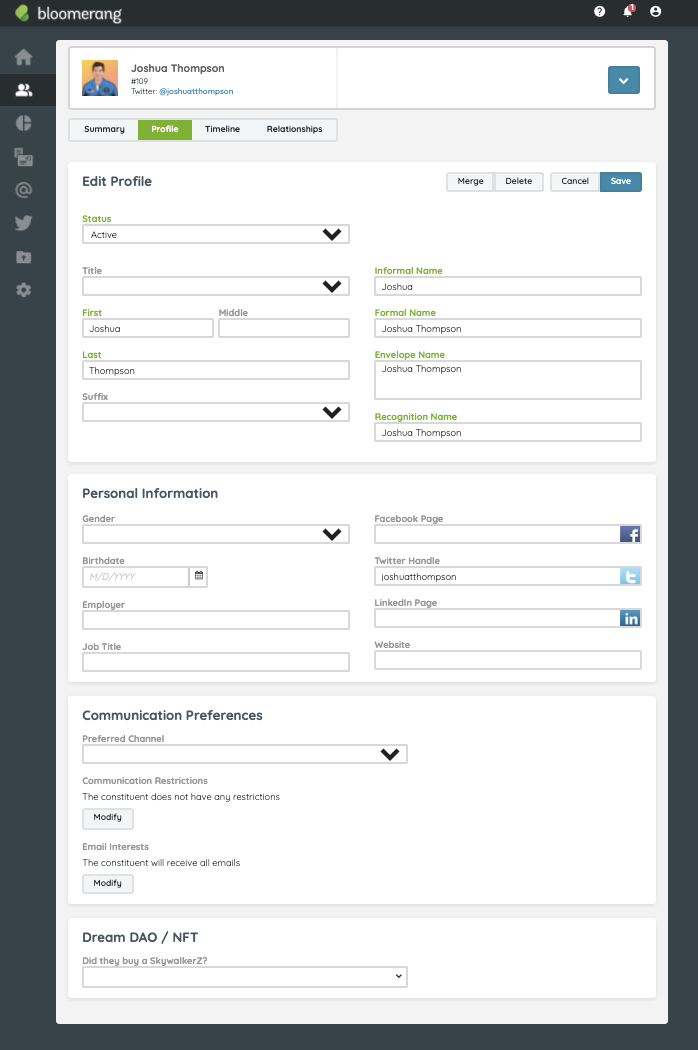 bloomerang
1
Joshua Thompson
#109
Twitter: @joshuatthompson
Summary
Profile
Timeline
Relationships
Edit Profile
Merge
Delete
Cancel
Save
Status
Active
Title
Informal Name
Joshua
First
Middle
Formal Name
Joshua
Joshua Thompson
Last
Envelope Name
Thompson
Joshua Thompson
Suffix
Recognition Name
Joshua Thompson
Personal Information
Gender
Facebook Page
Birthdate
Twitter Handle
M/D/YYYY
joshuatthompson
Employer
LinkedIn Page
Job Title
Website
Communication Preferences
Preferred Channel
Communication Restrictions
The constituent does not have any restrictions
Modify
Email Interests
The constituent will receive all emails
Modify
Dream DAO / NFT
Did they buy a SkywalkerZ?